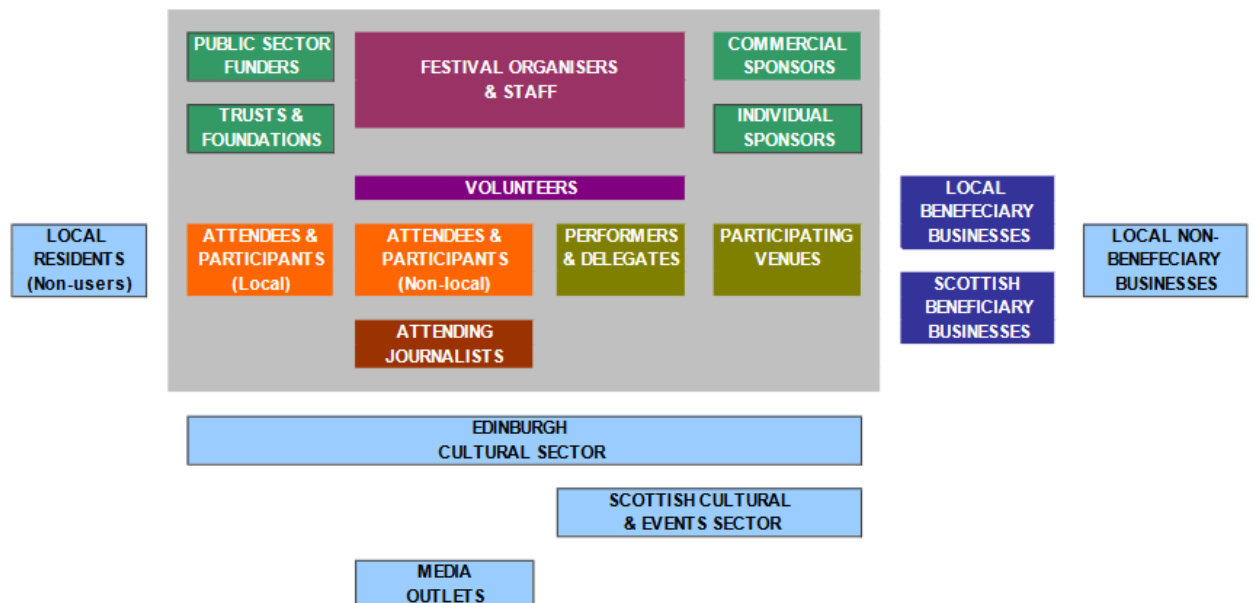 PUBLIC SECTOR
FUNDERS
FESTIVAL ORGANISERS
& STAFF
COMMERCIAL
SPONSORS
TRUSTS &
FOUNDATIONS
INDIVIDUAL
SPONSORS
VOLUNTEERS
LOCAL
RESIDENTS
(Non-users)
ATTENDEES &
PARTICIPANTS
(Local)
ATTENDEES &
PARTICIPANTS
(Non-local)
PERFORMERS
& DELEGATES
PARTICIPATING
VENUES
LOCAL
BENEFECIARY
BUSINESSES
LOCAL NON-
BENEFECIARY
BUSINESSES
SCOTTISH
BENEFICIARY
BUSINESSES
ATTENDING
JOURNALISTS
EDINBURGH
CULTURAL SECTOR
SCOTTISH CULTURAL
& EVENTS SECTOR
MEDIA
OUTLETS